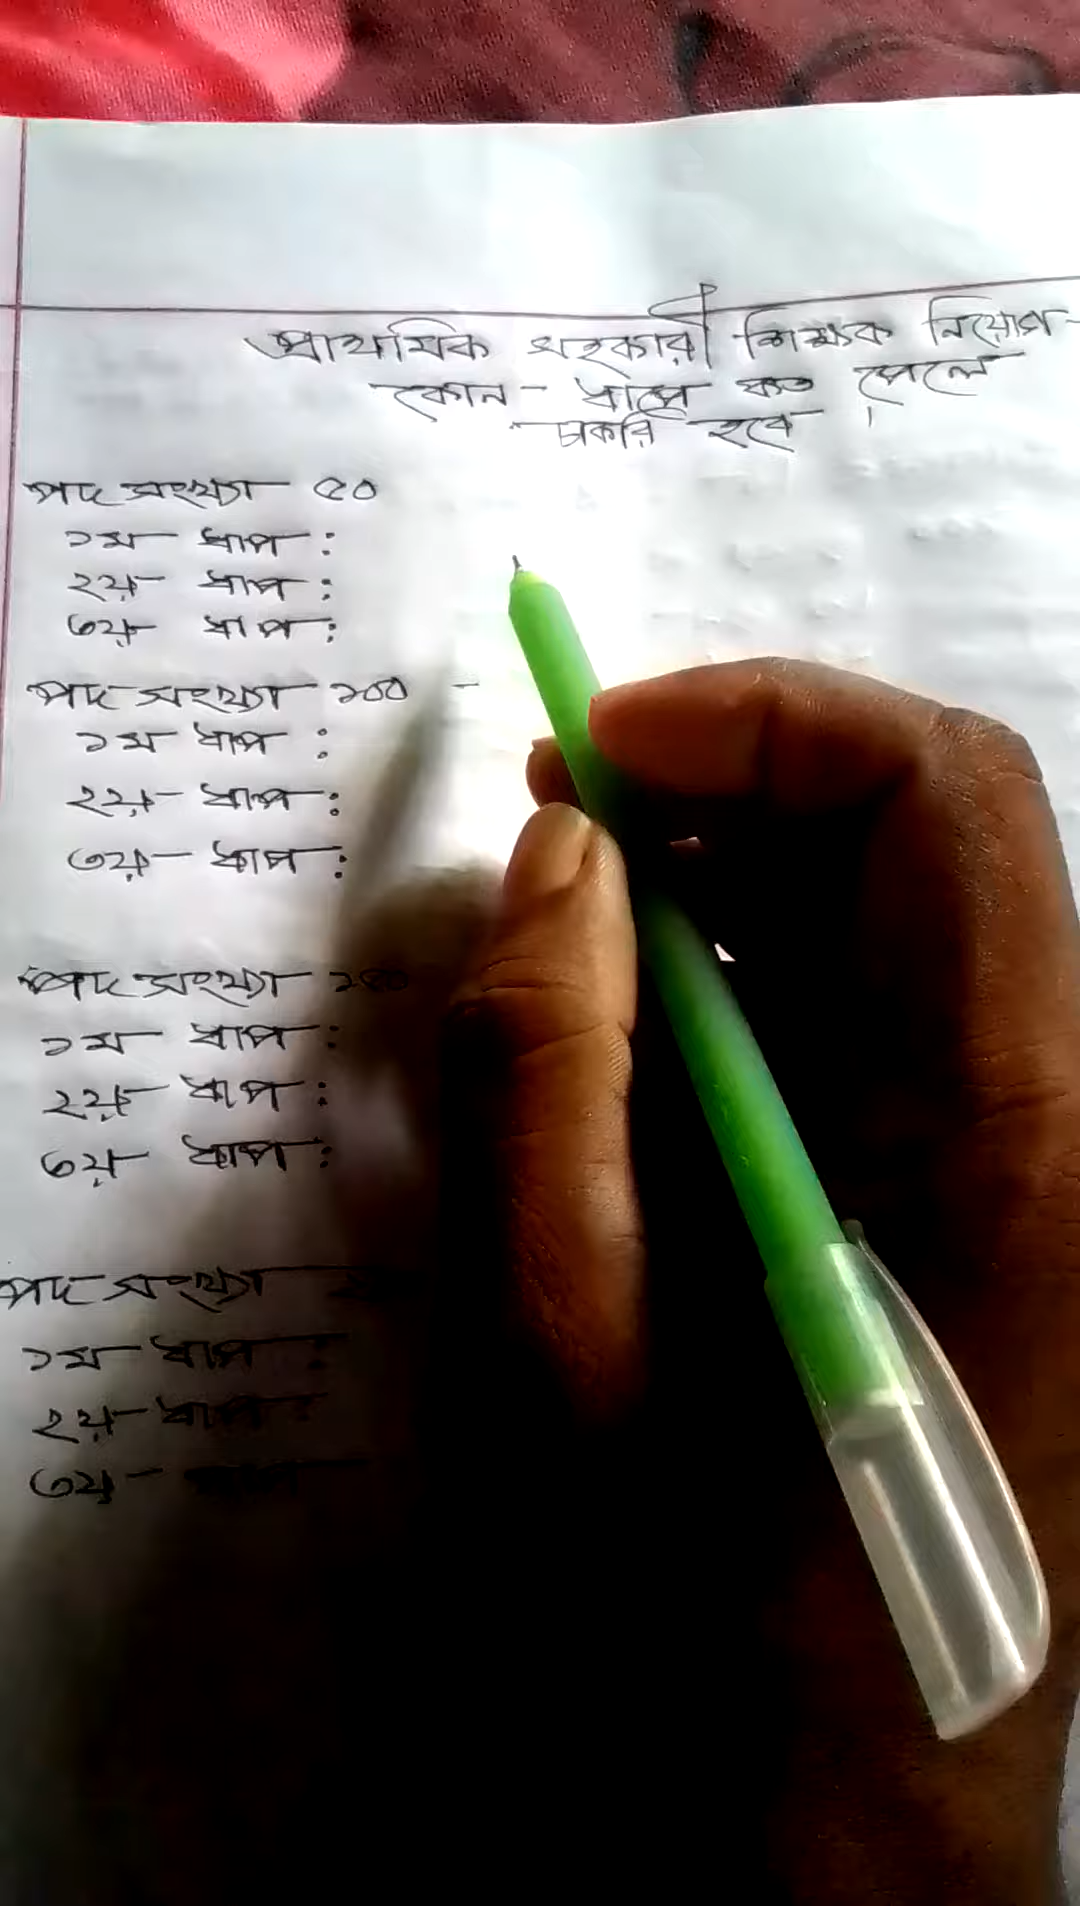 প্রাথমিক সহকারী শিক্ষক নিয়োগ-
কোন - ধাপে কত পেলে
চাকরি হবে
পদ সংখ্যা ৫০
১ম ধাপ :
২য় ধাপ :
৩য় ধাপ :
পদ সংখ্যা ১০০ -
১ম ধাপ :
২য়- ধাপ :
৩য়- ধাপ :
পদ সংখ্যা
১ম ধাপ :
২য়- ধাপ :
৩য় ধাপ :
পদ সংখ্যা
১ম ধাপ :
২য়- ধাপ :
৩য়- ধাপ